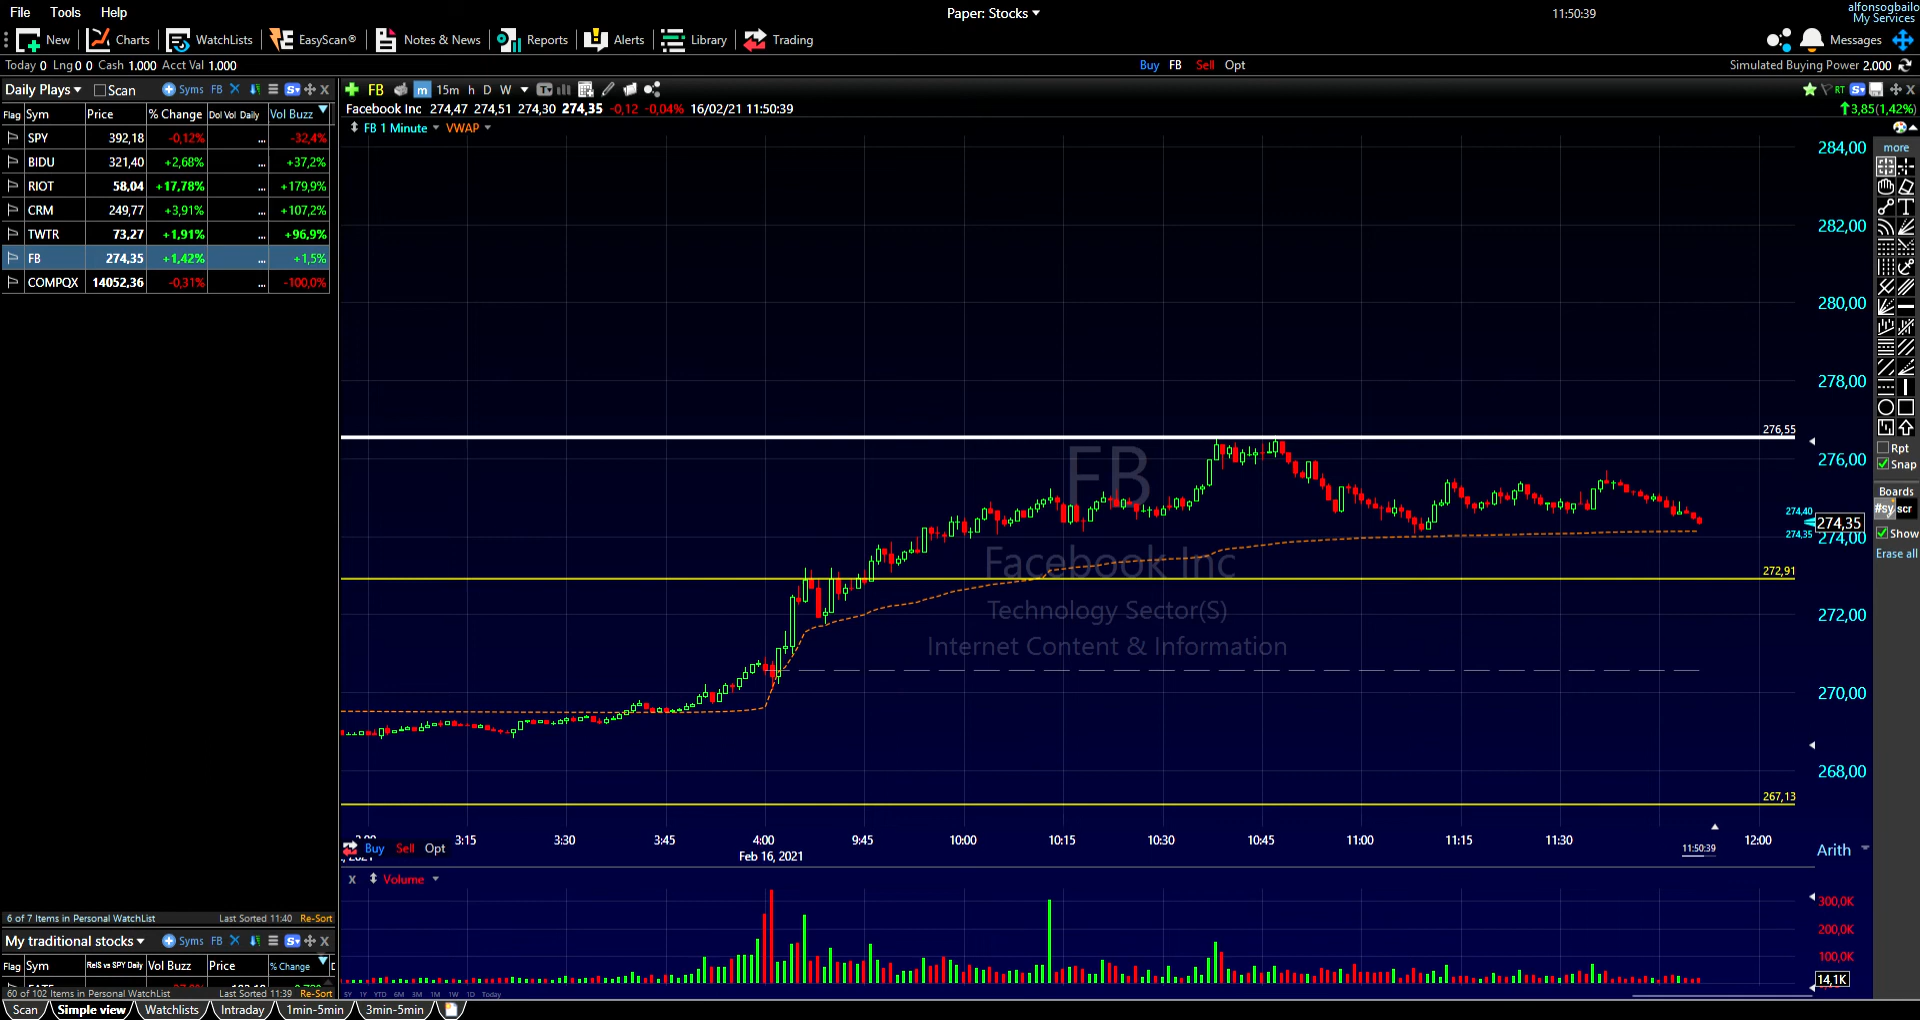 File Tools Help
Paper: Stocks
11:50:39
alfonsogbailo
My Services
New Charts WatchLists EasyScan® Notes & News Reports Alerts Library Trading
Messages
Today 0 Lng 0 0 Cash 1.000 Acct Val 1.000
Buy FB Sell Opt
Simulated Buying Power 2.000
Daily Plays Scan Syms FB
Flag Sym Price % Change Dol Vol Daily Vol Buzz
SPY 392,18 -0,12% ... -32,4%
BIDU 321,40 +2,68% ... +37,2%
RIOT 58,04 +17,78% ... +179,9%
CRM 249,77 +3,91% ... +107,2%
TWTR 73,27 +1,91% ... +96,9%
FB 274,35 +1,42% ... +1,5%
COMPQX 14052,36 -0,31% ... -100,0%
6 of 7 Items in Personal WatchList Last Sorted 11:40 Re-Sort
My traditional stocks Syms FB
Flag Sym RelS vs SPY Daily Vol Buzz Price % Change
60 of 102 Items in Personal WatchList Last Sorted 11:39 Re-Sort
Scan Simple view Watchlists Intraday 1min-5min 3min-5min
FB m 15m h D W
RT
Facebook Inc 274,47 274,51 274,30 274,35 -0,12 -0,04% 16/02/21 11:50:39
3,85(1,42%)
FB 1 Minute VWAP
284,00
282,00
280,00
278,00
276,55
276,00
274,40
274,35
274,35
274,00
272,91
272,00
270,00
268,00
267,13
FB
Facebook Inc
Technology Sector(S)
Internet Content & Information
3:15 3:30 3:45 4:00 9:45 10:00 10:15 10:30 10:45 11:00 11:15 11:30 12:00
Buy Sell Opt
Feb 16, 2021
11:50:39
Arith
X Volume
300,0K
200,0K
100,0K
14,1K
5Y 1Y YTD 6M 3M 1M 1W 1D Today
more
Rpt
Snap
Boards
#sy scr
Show
Erase all